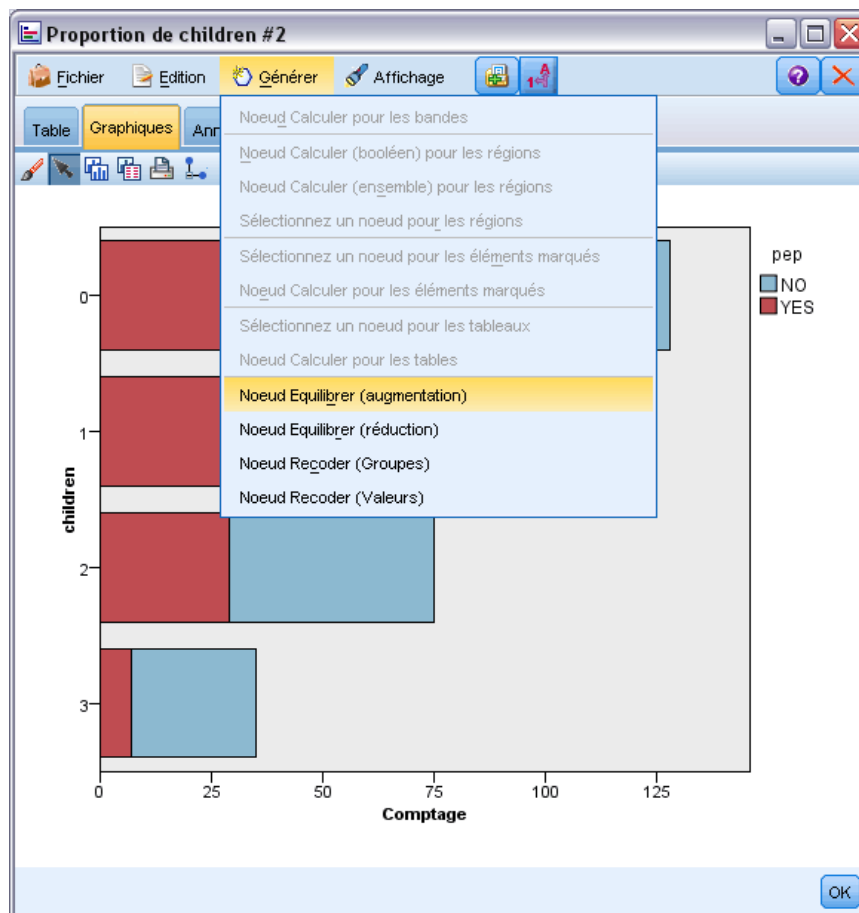 Proportion de children #2
Fichier Edition Générer Affichage
Table Graphiques Ann
Noeud Calculer pour les bandes
Noeud Calculer (booléen) pour les régions
Noeud Calculer (ensemble) pour les régions
Sélectionnez un noeud pour les régions
Sélectionnez un noeud pour les éléments marqués
Noeud Calculer pour les éléments marqués
Sélectionnez un noeud pour les tableaux
Noeud Calculer pour les tables
Noeud Equilibrer (augmentation)
Noeud Equilibrer (réduction)
Noeud Recoder (Groupes)
Noeud Recoder (Valeurs)
pep
NO
YES
children
0
1
2
3
0 25 50 75 100 125
Comptage
OK